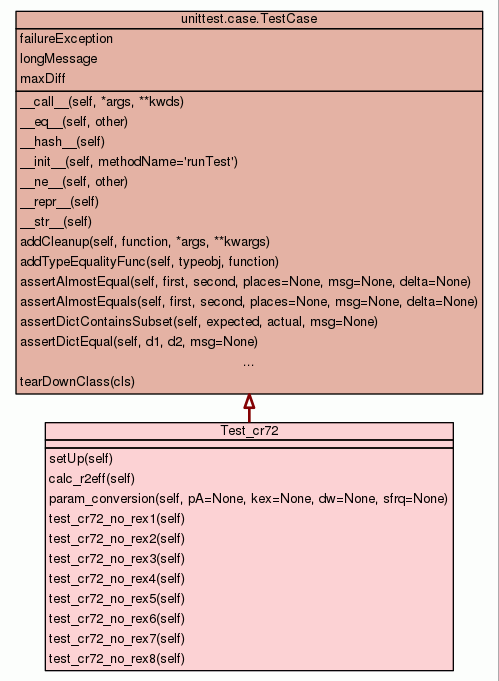 unittest.case.TestCase
failureException
longMessage
maxDiff
__call__(self, *args, **kwds)
__eq__(self, other)
__hash__(self)
__init__(self, methodName='runTest')
__ne__(self, other)
__repr__(self)
__str__(self)
addCleanup(self, function, *args, **kwargs)
addTypeEqualityFunc(self, typeobj, function)
assertAlmostEqual(self, first, second, places=None, msg=None, delta=None)
assertAlmostEquals(self, first, second, places=None, msg=None, delta=None)
assertDictContainsSubset(self, expected, actual, msg=None)
assertDictEqual(self, d1, d2, msg=None)
...
tearDownClass(cls)
Test_cr72
setUp(self)
calc_r2eff(self)
param_conversion(self, pA=None, kex=None, dw=None, sfrq=None)
test_cr72_no_rex1(self)
test_cr72_no_rex2(self)
test_cr72_no_rex3(self)
test_cr72_no_rex4(self)
test_cr72_no_rex5(self)
test_cr72_no_rex6(self)
test_cr72_no_rex7(self)
test_cr72_no_rex8(self)